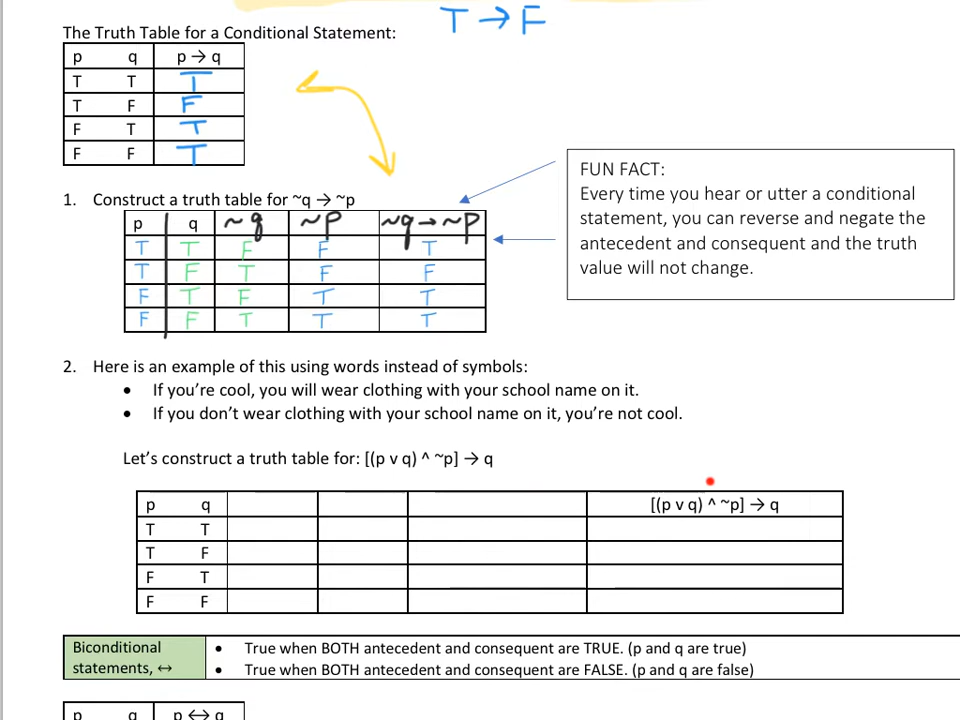 T → F
The Truth Table for a Conditional Statement:
p q p → q
T T T
T F F
F T T
F F T
1. Construct a truth table for ~q → ~p
p q ~q ~p ~q → ~p
T T F F T
T F T F F
F T F T T
F F T T T
FUN FACT:
Every time you hear or utter a conditional
statement, you can reverse and negate the
antecedent and consequent and the truth
value will not change.
2. Here is an example of this using words instead of symbols:
• If you're cool, you will wear clothing with your school name on it.
• If you don't wear clothing with your school name on it, you're not cool.
Let's construct a truth table for: [(p v q) ^ ~p] → q
p q [(p v q) ^ ~p] → q
T T
T F
F T
F F
Biconditional
statements, ↔
• True when BOTH antecedent and consequent are TRUE. (p and q are true)
• True when BOTH antecedent and consequent are FALSE. (p and q are false)
p q p ↔ q